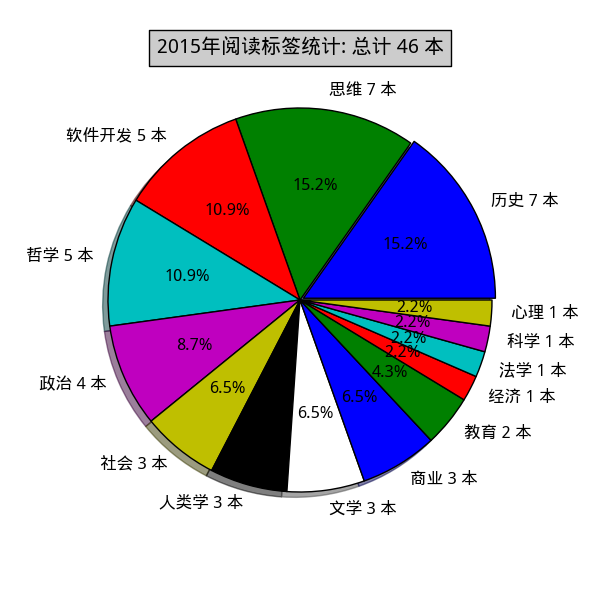 2015年阅读标签统计: 总计 46 本
思维 7 本
历史 7 本
软件开发 5 本
哲学 5 本
政治 4 本
社会 3 本
人类学 3 本
文学 3 本
商业 3 本
教育 2 本
经济 1 本
法学 1 本
科学 1 本
心理 1 本
15.2%
15.2%
10.9%
10.9%
8.7%
6.5%
6.5%
6.5%
4.3%
2.2%
2.2%
2.2%
2.2%